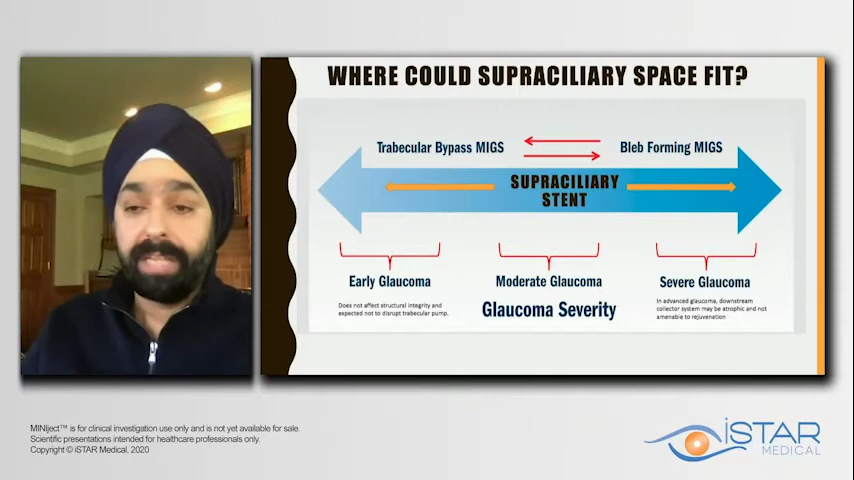 WHERE COULD SUPRACILIARY SPACE FIT?
Trabecular Bypass MIGS
Bleb Forming MIGS
SUPRACILIARY
STENT
Early Glaucoma
Moderate Glaucoma
Severe Glaucoma
Does not affect structural integrity and
expected not to disrupt trabecular pump.
Glaucoma Severity
In advanced glaucoma, downstream
collector system may be atrophic and not
amenable to rejuvenation
MINIject™ is for clinical investigation use only and is not yet available for sale.
Scientific presentations intended for healthcare professionals only.
Copyright © iSTAR Medical, 2020
iSTAR
MEDICAL